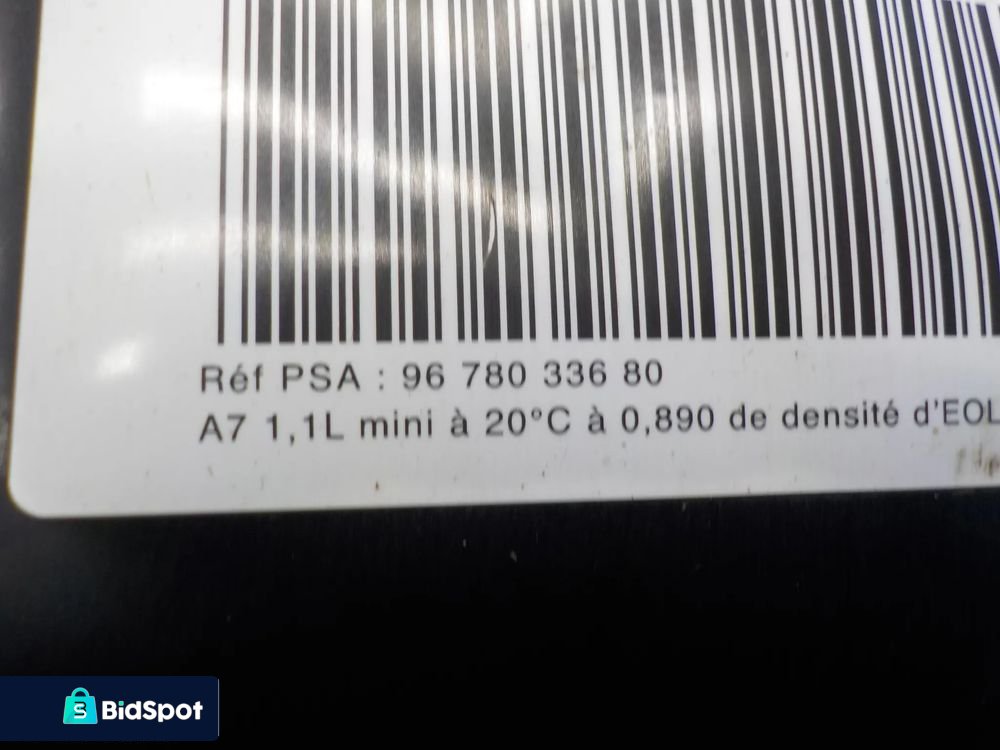 Réf PSA : 96 780 336 80
A7 1,1L mini à 20°C à 0,890 de densité d'EOL
BidSpot